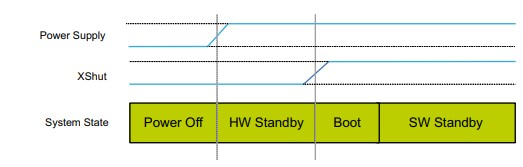 Power Supply
XShut
System State
Power Off
HW Standby
Boot
SW Standby